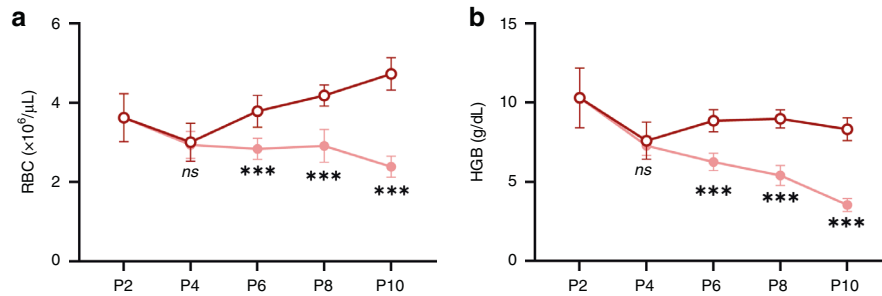 a
RBC (×10⁶/μL)
6
4
2
0
ns
***
***
***
P2 P4 P6 P8 P10
b
HGB (g/dL)
15
10
5
0
ns
***
***
***
P2 P4 P6 P8 P10